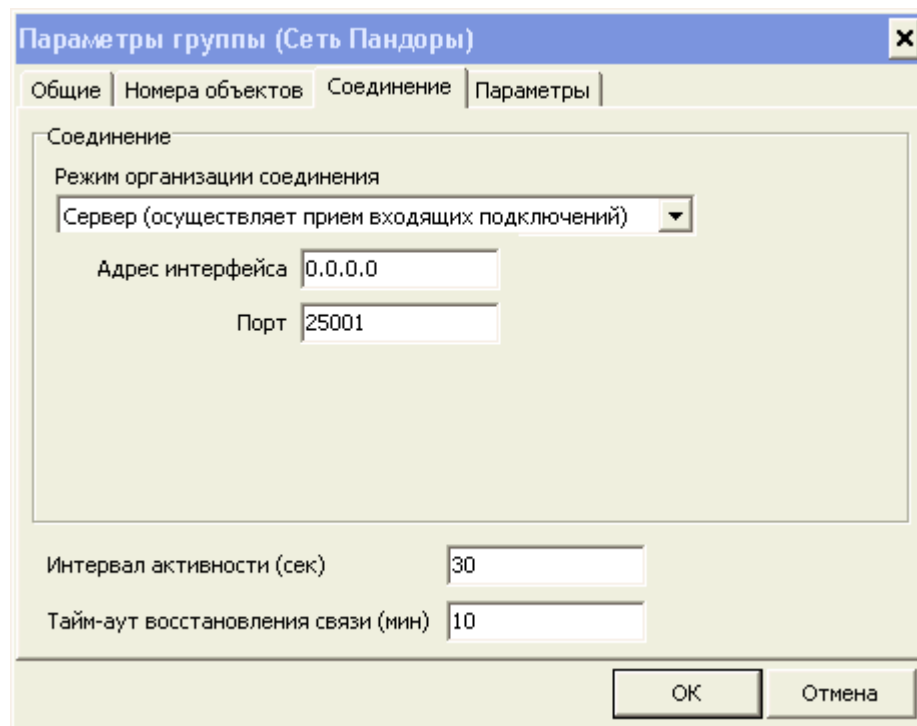 Параметры группы (Сеть Пандоры)
Общие Номера объектов Соединение Параметры
Соединение
Режим организации соединения
Сервер (осуществляет прием входящих подключений)
Адрес интерфейса 0.0.0.0
Порт 25001
Интервал активности (сек) 30
Тайм-аут восстановления связи (мин) 10
ОК Отмена